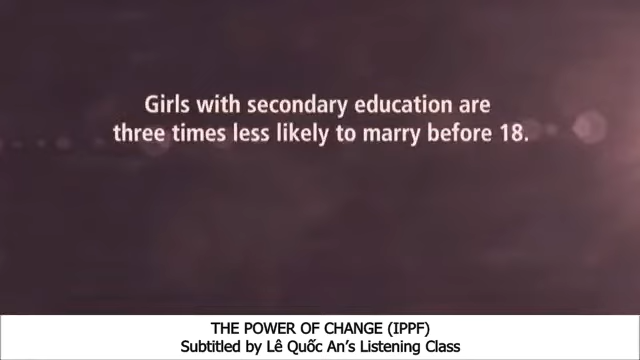 Girls with secondary education are
three times less likely to marry before 18.
THE POWER OF CHANGE (IPPF)
Subtitled by Lê Quốc An's Listening Class